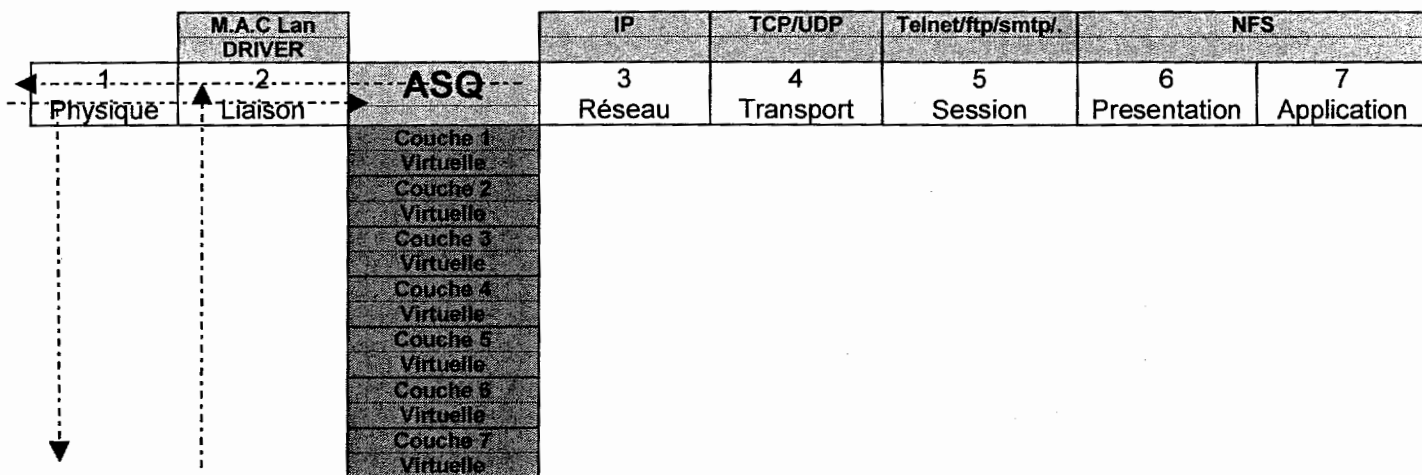 M.A.C Lan
DRIVER
IP
TCP/UDP
Telnet/ftp/smtp/.
NFS
1
Physique
2
Liaison
ASQ
3
Réseau
4
Transport
5
Session
6
Presentation
7
Application
Couche 1
Virtuelle
Couche 2
Virtuelle
Couche 3
Virtuelle
Couche 4
Virtuelle
Couche 5
Virtuelle
Couche 6
Virtuelle
Couche 7
Virtuelle